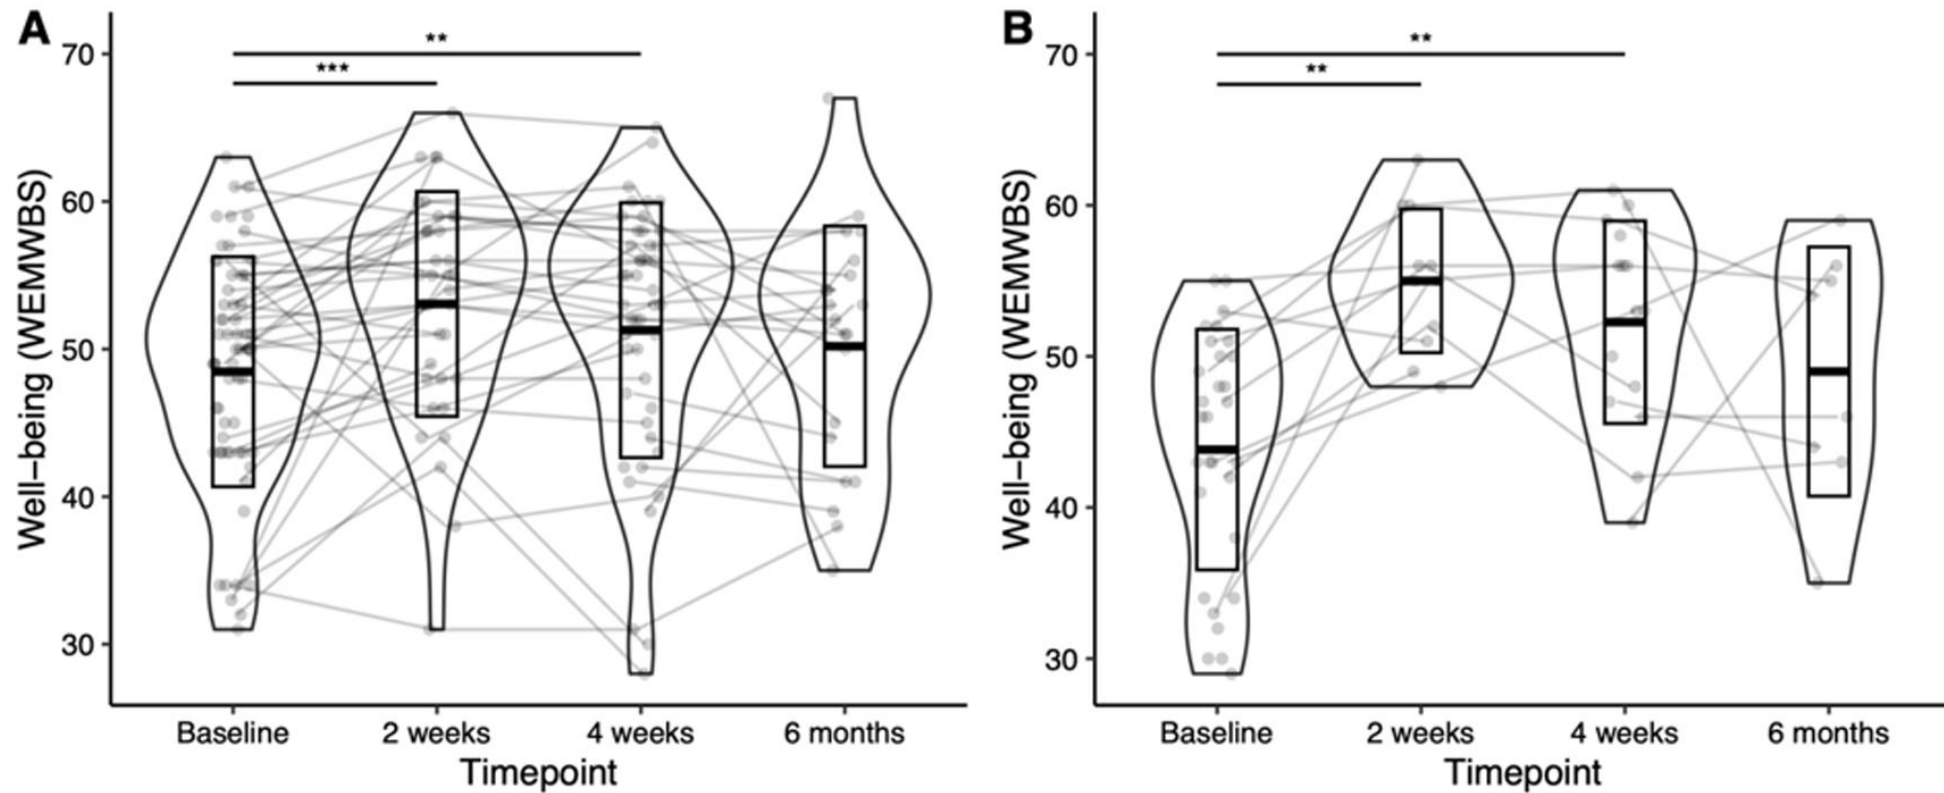 A
Well–being (WEMWBS)
70
60
50
40
30
**
***
Baseline
2 weeks
4 weeks
6 months
Timepoint
B
Well–being (WEMWBS)
70
60
50
40
30
**
**
Baseline
2 weeks
4 weeks
6 months
Timepoint